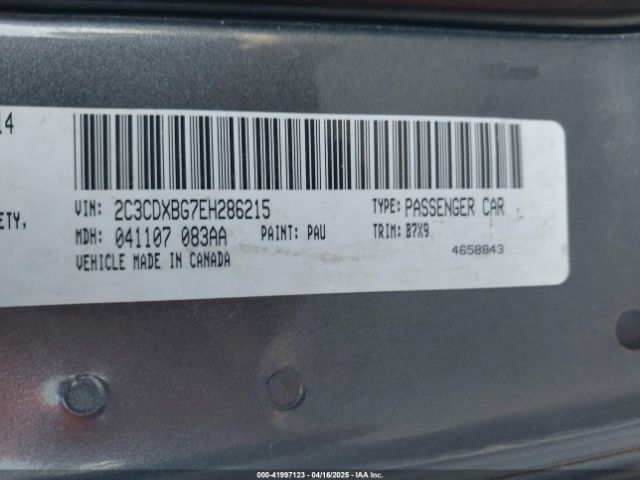 14
ETY,
VIN: 2C3CDXBG7EH286215 TYPE: PASSENGER CAR
MDH: 041107 083AA PAINT: PAU TRIM: B7X9
VEHICLE MADE IN CANADA 4658843
000-41997123 - 04/16/2025 - IAA Inc.